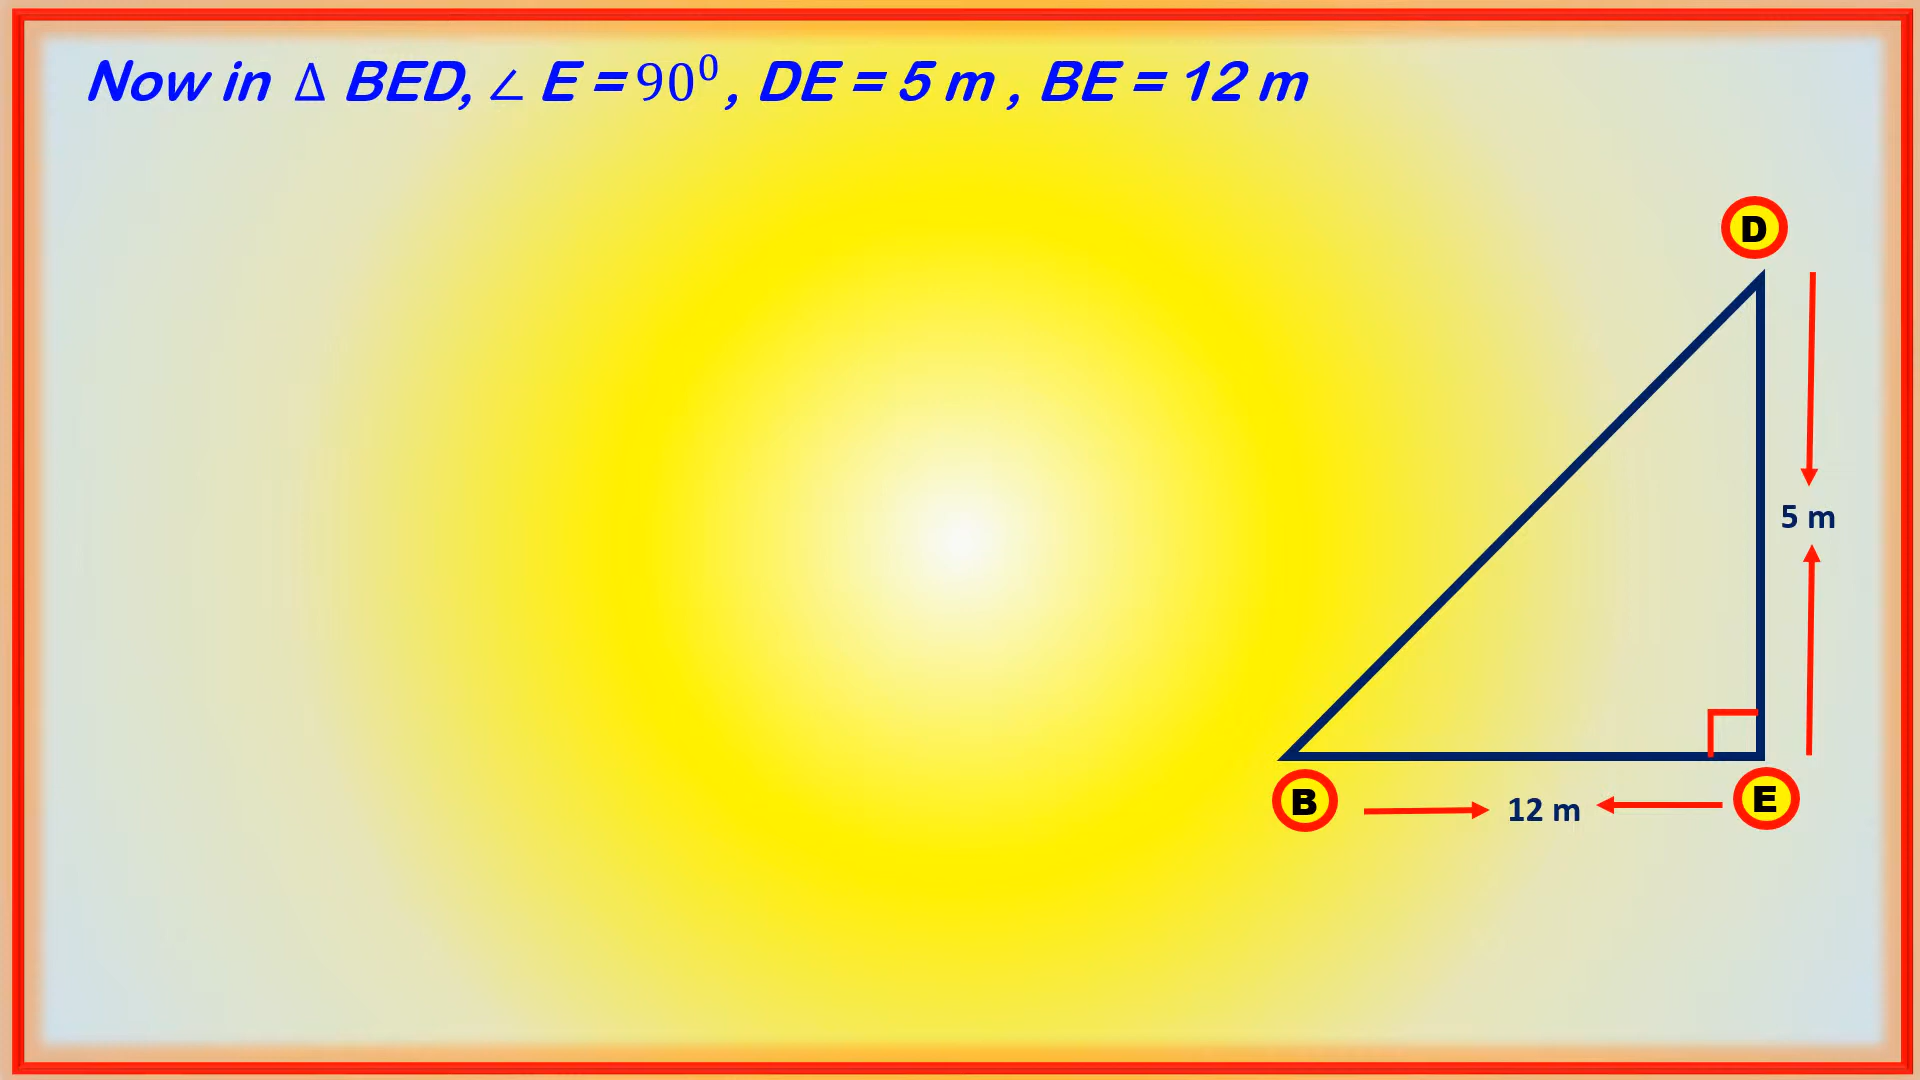 Now in Δ BED, ∠ E = 90⁰, DE = 5 m , BE = 12 m
D
5 m
B
12 m
E